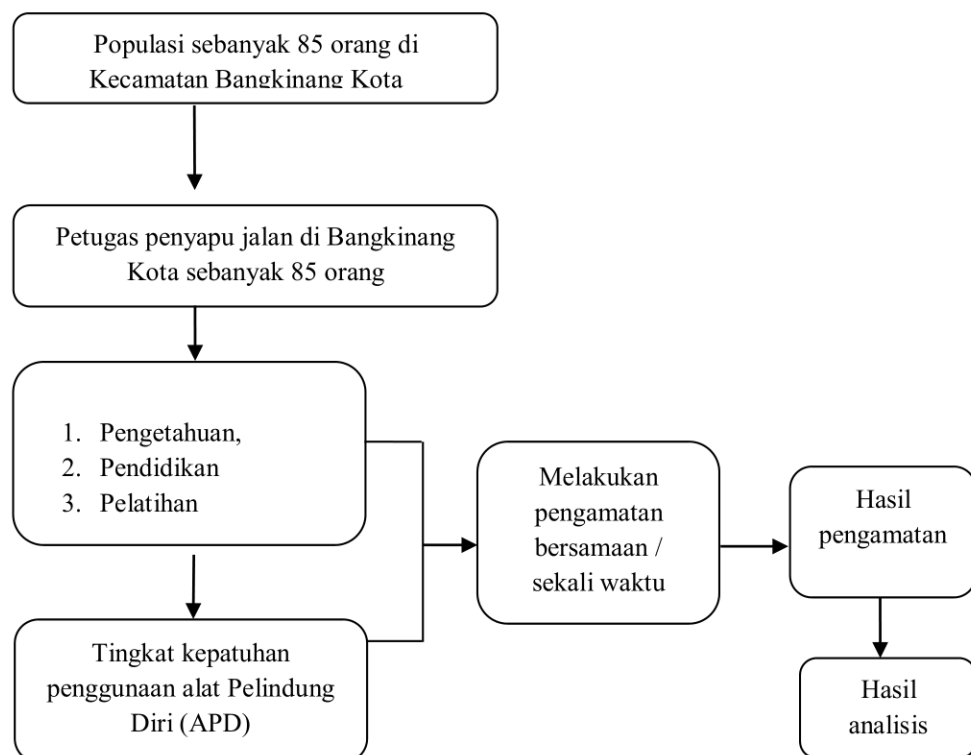 Populasi sebanyak 85 orang di
Kecamatan Bangkinang Kota
Petugas penyapu jalan di Bangkinang
Kota sebanyak 85 orang
1. Pengetahuan,
2. Pendidikan
3. Pelatihan
Melakukan
pengamatan
bersamaan /
sekali waktu
Hasil
pengamatan
Tingkat kepatuhan
penggunaan alat Pelindung
Diri (APD)
Hasil
analisis